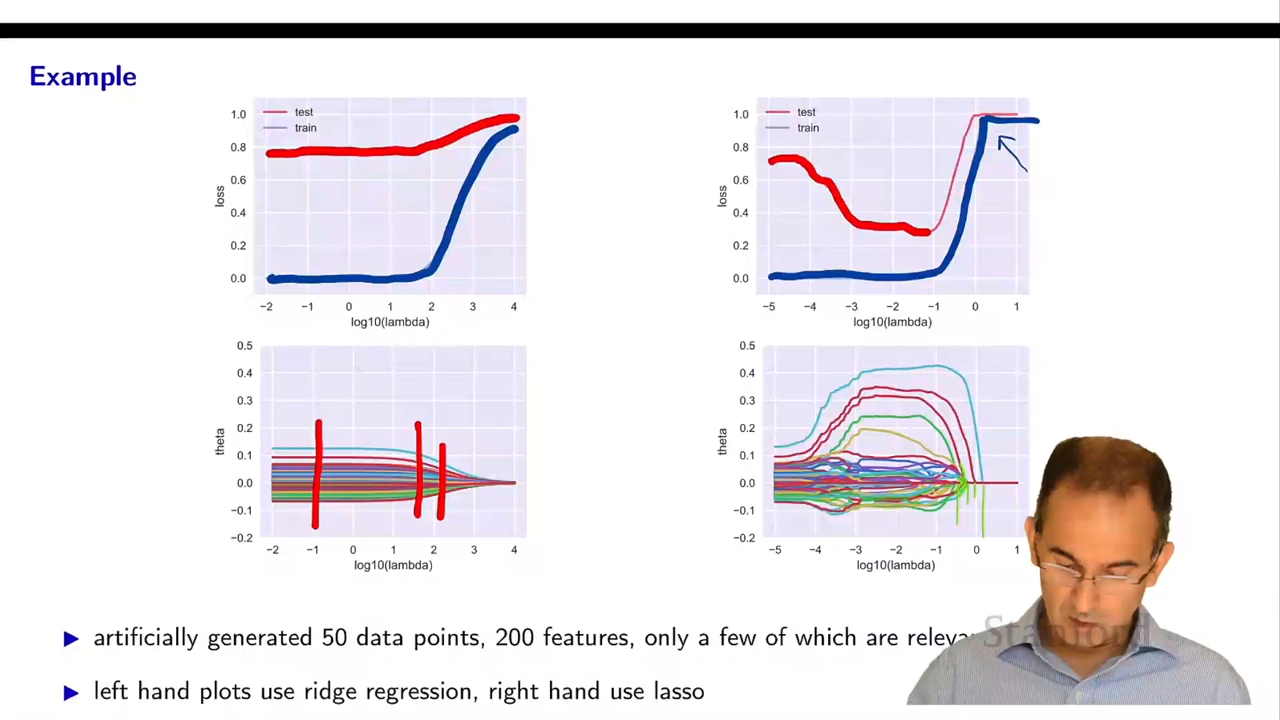 Example
test
train
1.0
0.8
0.6
0.4
0.2
0.0
loss
−2 −1 0 1 2 3 4
log10(lambda)
test
train
1.0
0.8
0.6
0.4
0.2
0.0
loss
−5 −4 −3 −2 −1 0 1
log10(lambda)
0.5
0.4
0.3
0.2
0.1
0.0
−0.1
−0.2
theta
−2 −1 0 1 2 3 4
log10(lambda)
0.5
0.4
0.3
0.2
0.1
0.0
−0.1
−0.2
theta
−5 −4 −3 −2 −1 0 1
log10(lambda)
artificially generated 50 data points, 200 features, only a few of which are
Stanford
left hand plots use ridge regression, right hand use lasso